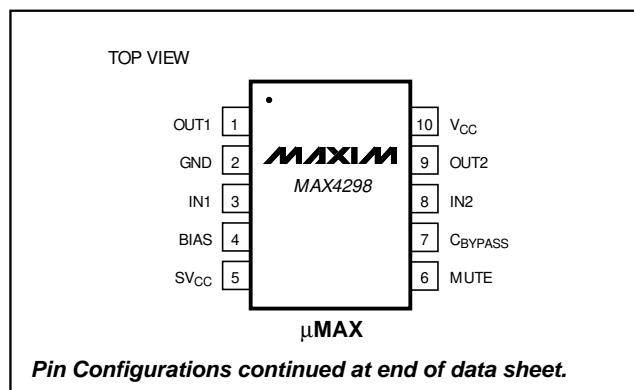 TOP VIEW
OUT1 1 10 VCC
GND 2 MAXIM 9 OUT2
MAX4298
IN1 3 8 IN2
BIAS 4 7 CBYPASS
SVCC 5 6 MUTE
μMAX
Pin Configurations continued at end of data sheet.